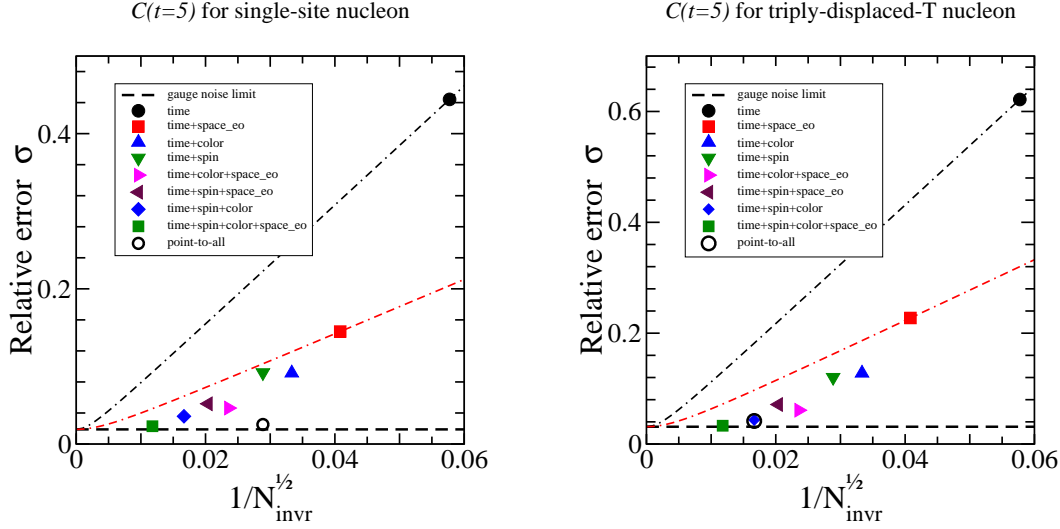 C(t=5) for single-site nucleon
Relative error σ
0.4
0.2
0
0
0.02
0.04
0.06
1/N_invr^½
gauge noise limit
time
time+space_eo
time+color
time+spin
time+color+space_eo
time+spin+space_eo
time+spin+color
time+spin+color+space_eo
point-to-all
C(t=5) for triply-displaced-T nucleon
Relative error σ
0.6
0.4
0.2
0
0
0.02
0.04
0.06
1/N_invr^½
gauge noise limit
time
time+space_eo
time+color
time+spin
time+color+space_eo
time+spin+space_eo
time+spin+color
time+spin+color+space_eo
point-to-all